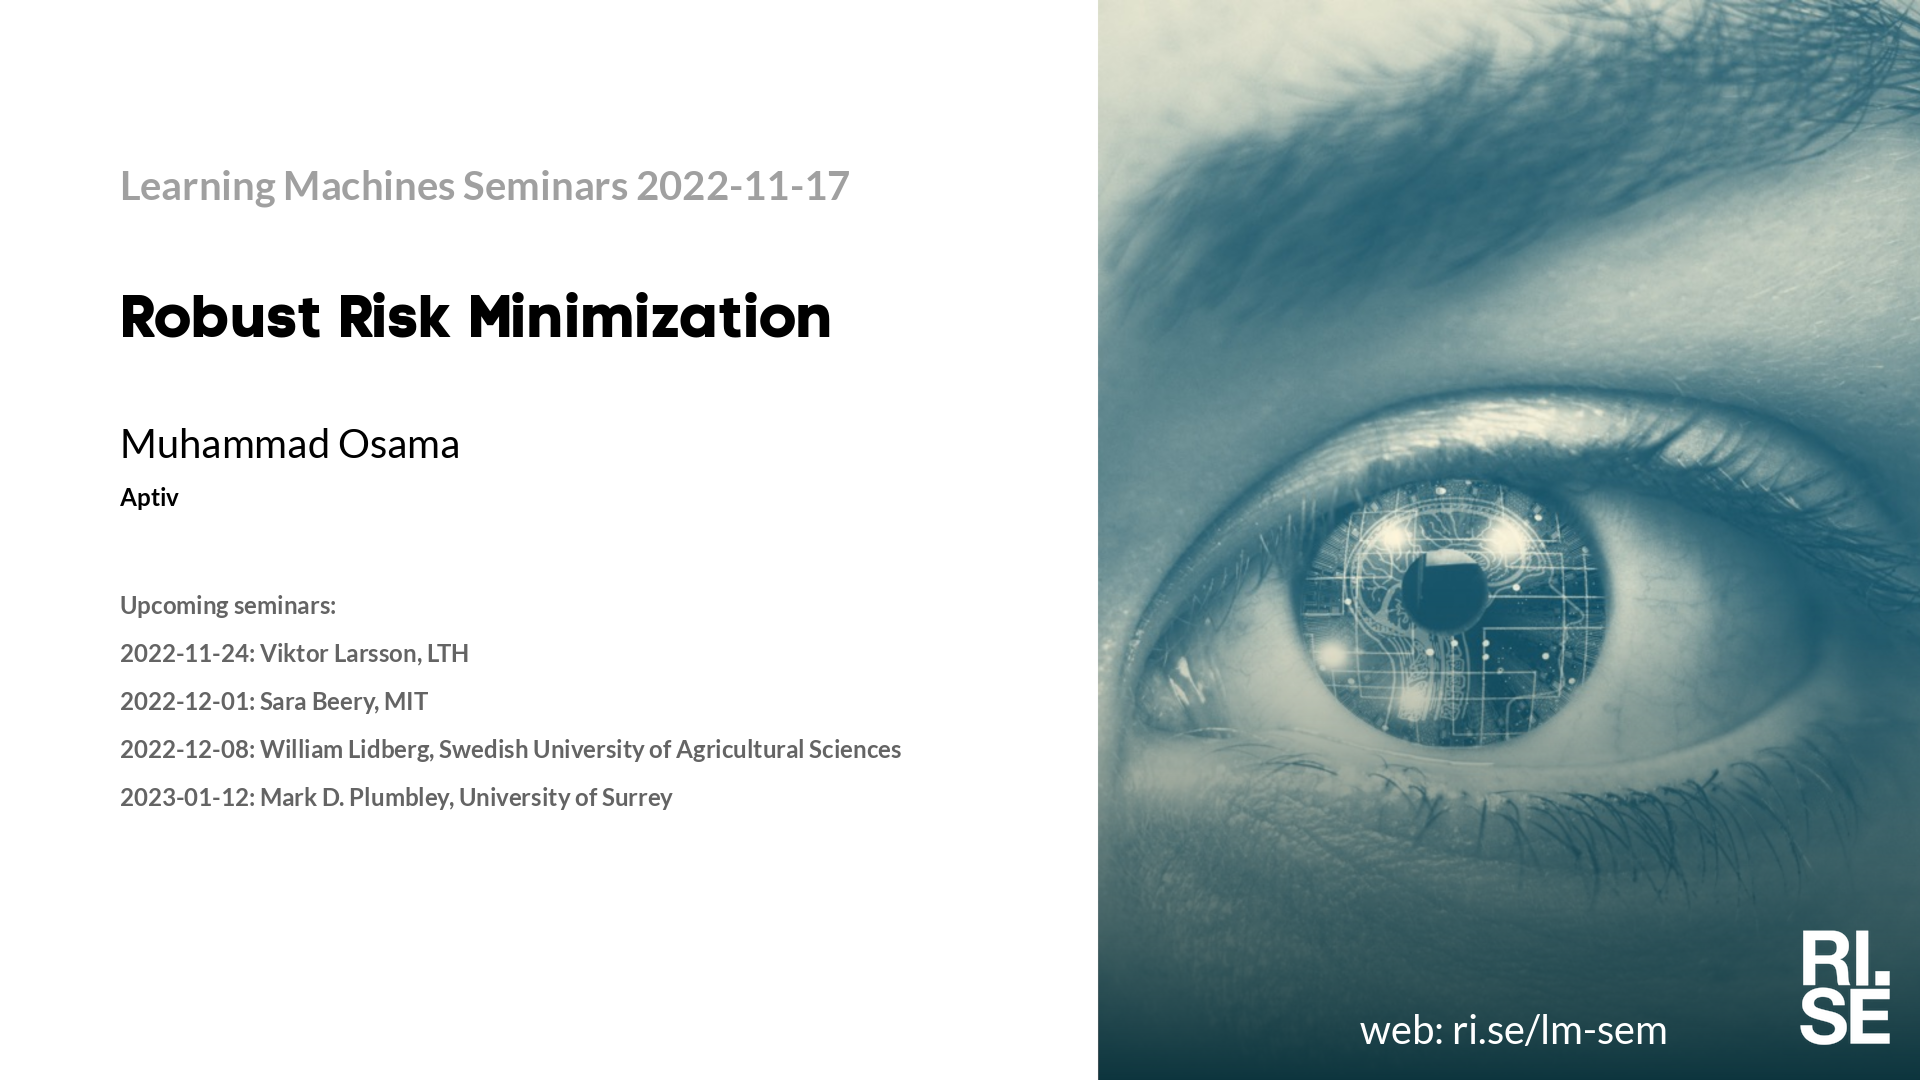 Learning Machines Seminars 2022-11-17
Robust Risk Minimization
Muhammad Osama
Aptiv
Upcoming seminars:
2022-11-24: Viktor Larsson, LTH
2022-12-01: Sara Beery, MIT
2022-12-08: William Lidberg, Swedish University of Agricultural Sciences
2023-01-12: Mark D. Plumbley, University of Surrey
web: ri.se/lm-sem
RI.
SE